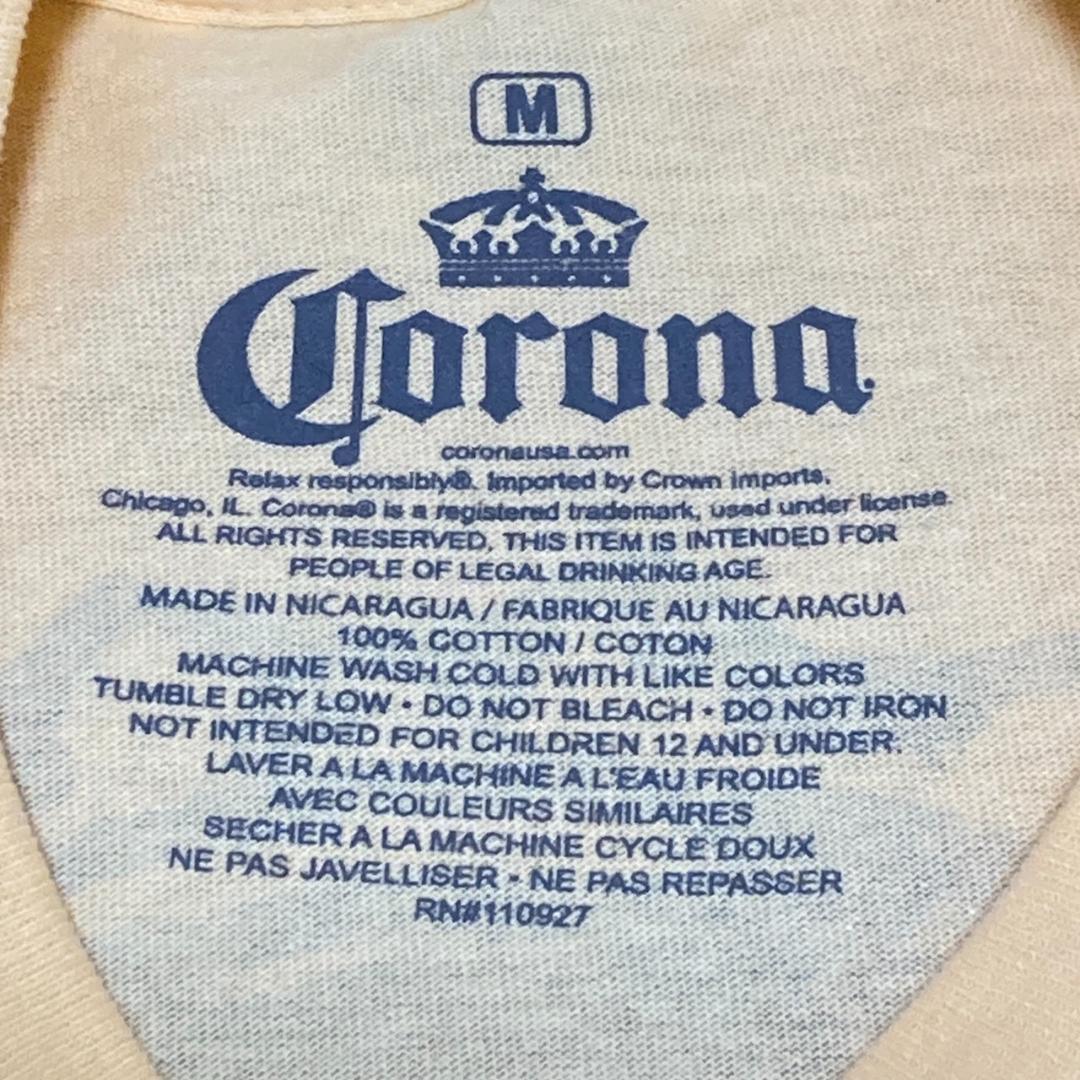 M
Corona
coronausa.com
Relax responsibly®. Imported by Crown imports,
Chicago, IL. Corona® is a registered trademark, used under license.
ALL RIGHTS RESERVED. THIS ITEM IS INTENDED FOR
PEOPLE OF LEGAL DRINKING AGE.
MADE IN NICARAGUA / FABRIQUE AU NICARAGUA
100% COTTON / COTON
MACHINE WASH COLD WITH LIKE COLORS
TUMBLE DRY LOW • DO NOT BLEACH • DO NOT IRON
NOT INTENDED FOR CHILDREN 12 AND UNDER.
LAVER A LA MACHINE A L'EAU FROIDE
AVEC COULEURS SIMILAIRES
SECHER A LA MACHINE CYCLE DOUX
NE PAS JAVELLISER • NE PAS REPASSER
RN#110927